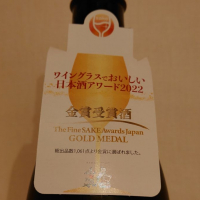 ワイングラスでおいしい
日本酒アワード2022
金賞受賞酒
The Fine SAKE Awards Japan
GOLD MEDAL